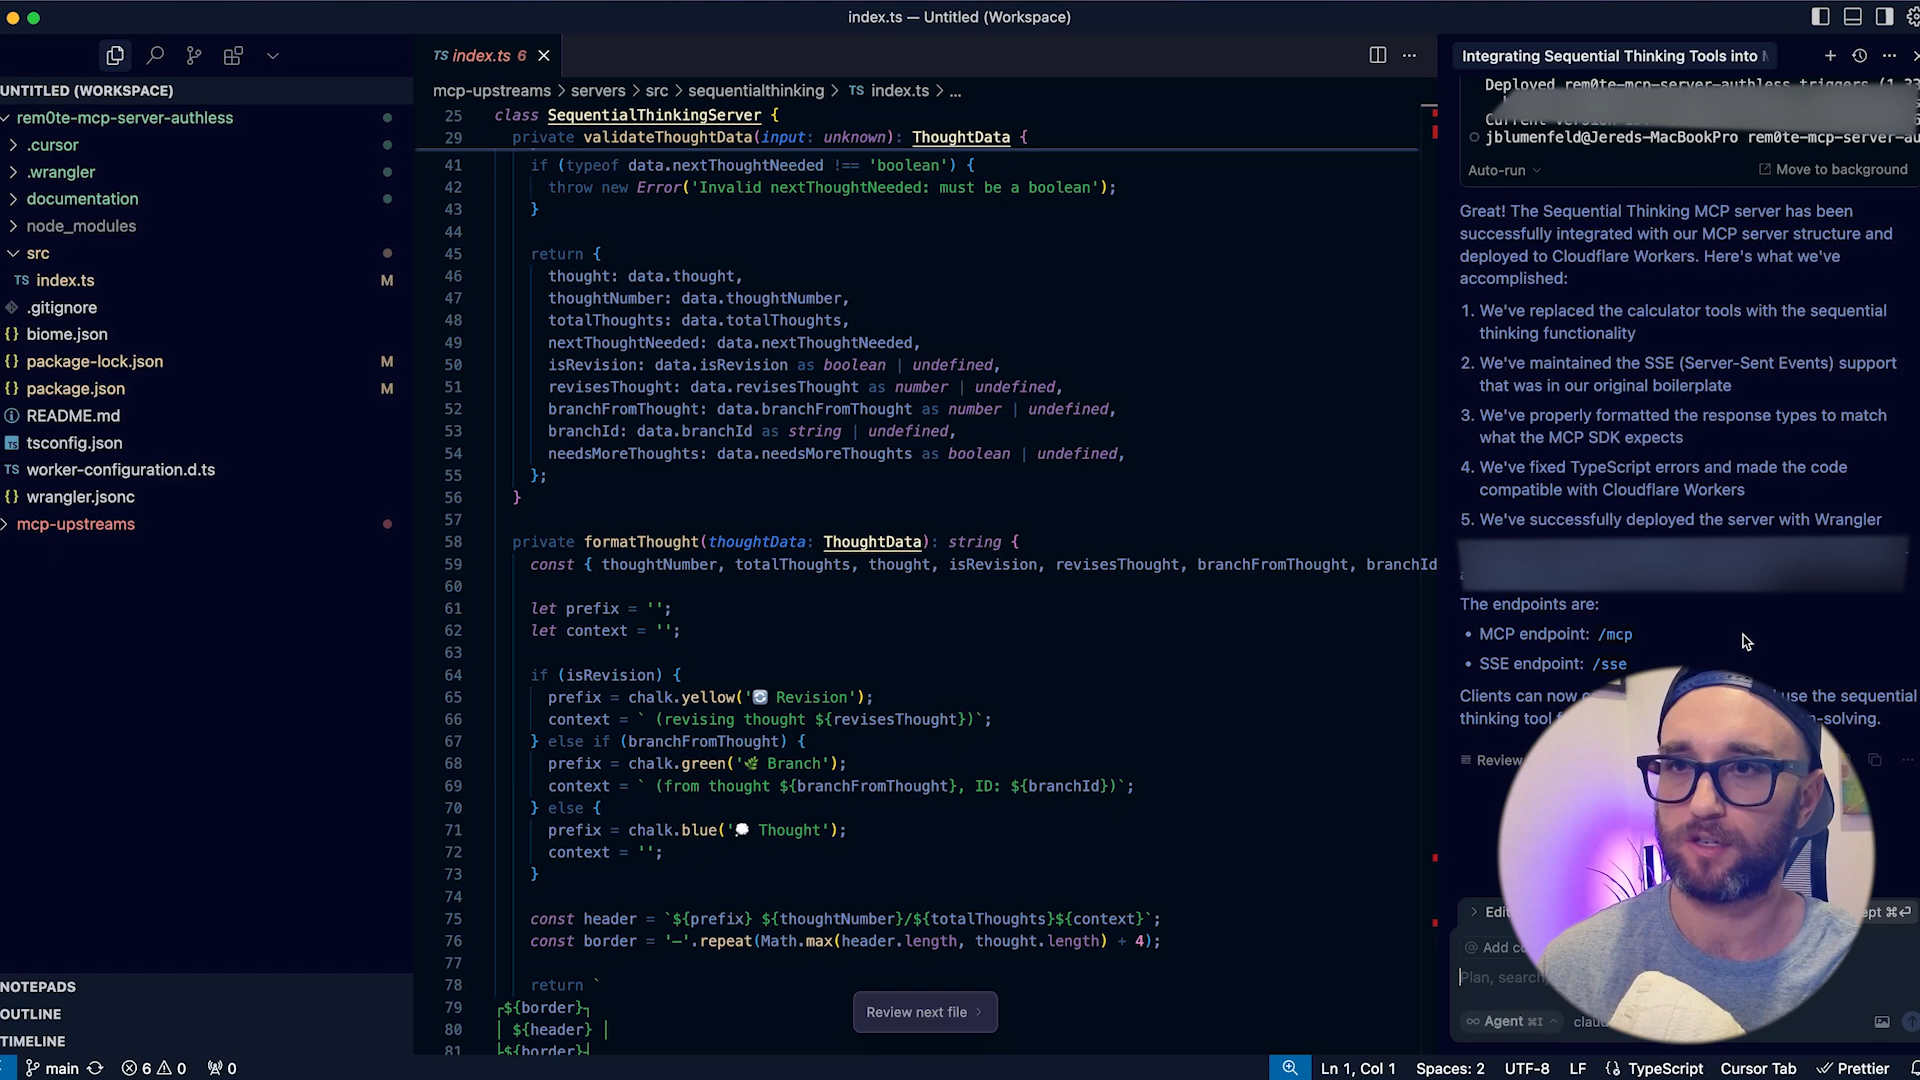 index.ts — Untitled (Workspace)
UNTITLED (WORKSPACE)
rem0te-mcp-server-authless
.cursor
.wrangler
documentation
node_modules
src
TS index.ts M
.gitignore
{} biome.json
{} package-lock.json M
{} package.json M
README.md
TS tsconfig.json
TS worker-configuration.d.ts
{} wrangler.jsonc
mcp-upstreams
NOTEPADS
OUTLINE
TIMELINE
TS index.ts 6
mcp-upstreams > servers > src > sequentialthinking > TS index.ts > ...
25 class SequentialThinkingServer {
29 private validateThoughtData(input: unknown): ThoughtData {
41 if (typeof data.nextThoughtNeeded !== 'boolean') {
42 throw new Error('Invalid nextThoughtNeeded: must be a boolean');
43 }
44
45 return {
46 thought: data.thought,
47 thoughtNumber: data.thoughtNumber,
48 totalThoughts: data.totalThoughts,
49 nextThoughtNeeded: data.nextThoughtNeeded,
50 isRevision: data.isRevision as boolean | undefined,
51 revisesThought: data.revisesThought as number | undefined,
52 branchFromThought: data.branchFromThought as number | undefined,
53 branchId: data.branchId as string | undefined,
54 needsMoreThoughts: data.needsMoreThoughts as boolean | undefined,
55 };
56 }
57
58 private formatThought(thoughtData: ThoughtData): string {
59 const { thoughtNumber, totalThoughts, thought, isRevision, revisesThought, branchFromThought, branchId
60
61 let prefix = '';
62 let context = '';
63
64 if (isRevision) {
65 prefix = chalk.yellow('🔄 Revision');
66 context = ` (revising thought ${revisesThought})`;
67 } else if (branchFromThought) {
68 prefix = chalk.green('🌿 Branch');
69 context = ` (from thought ${branchFromThought}, ID: ${branchId})`;
70 } else {
71 prefix = chalk.blue('💭 Thought');
72 context = '';
73 }
74
75 const header = `${prefix} ${thoughtNumber}/${totalThoughts}${context}`;
76 const border = '─'.repeat(Math.max(header.length, thought.length) + 4);
77
78 return `
79 ┌${border}┐
80 │ ${header} │
81 ├${border}┤
Review next file
Integrating Sequential Thinking Tools into
Deployed rem0te-mcp-server-authless triggers
jblumenfeld@Jereds-MacBookPro rem0te-mcp-server-au
Auto-run
Move to background
Great! The Sequential Thinking MCP server has been
successfully integrated with our MCP server structure and
deployed to Cloudflare Workers. Here's what we've
accomplished:
1. We've replaced the calculator tools with the sequential
thinking functionality
2. We've maintained the SSE (Server-Sent Events) support
that was in our original boilerplate
3. We've properly formatted the response types to match
what the MCP SDK expects
4. We've fixed TypeScript errors and made the code
compatible with Cloudflare Workers
5. We've successfully deployed the server with Wrangler
The endpoints are:
• MCP endpoint: /mcp
• SSE endpoint: /sse
Clients can now use the sequential
thinking tool
Review
Plan, search
Agent ⌘I
main
6 0
0
Ln 1, Col 1
Spaces: 2
UTF-8
LF
{} TypeScript
Cursor Tab
Prettier